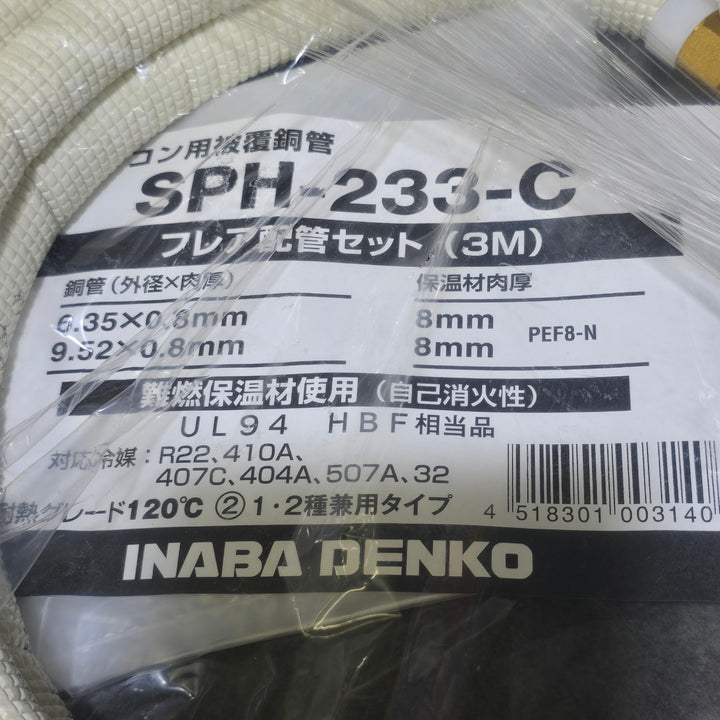 コン用被覆銅管
SPH-233-C
フレア配管セット（3M）
銅管（外径×肉厚） 保温材肉厚
6.35×0.8mm 8mm
9.52×0.8mm 8mm
PEF8-N
難燃保温材使用（自己消火性）
UL94 HBF相当品
対応冷媒：R22、410A、
407C、404A、507A、32
耐熱グレード120℃ ②1・2種兼用タイプ
4 518301 003140
INABA DENKO